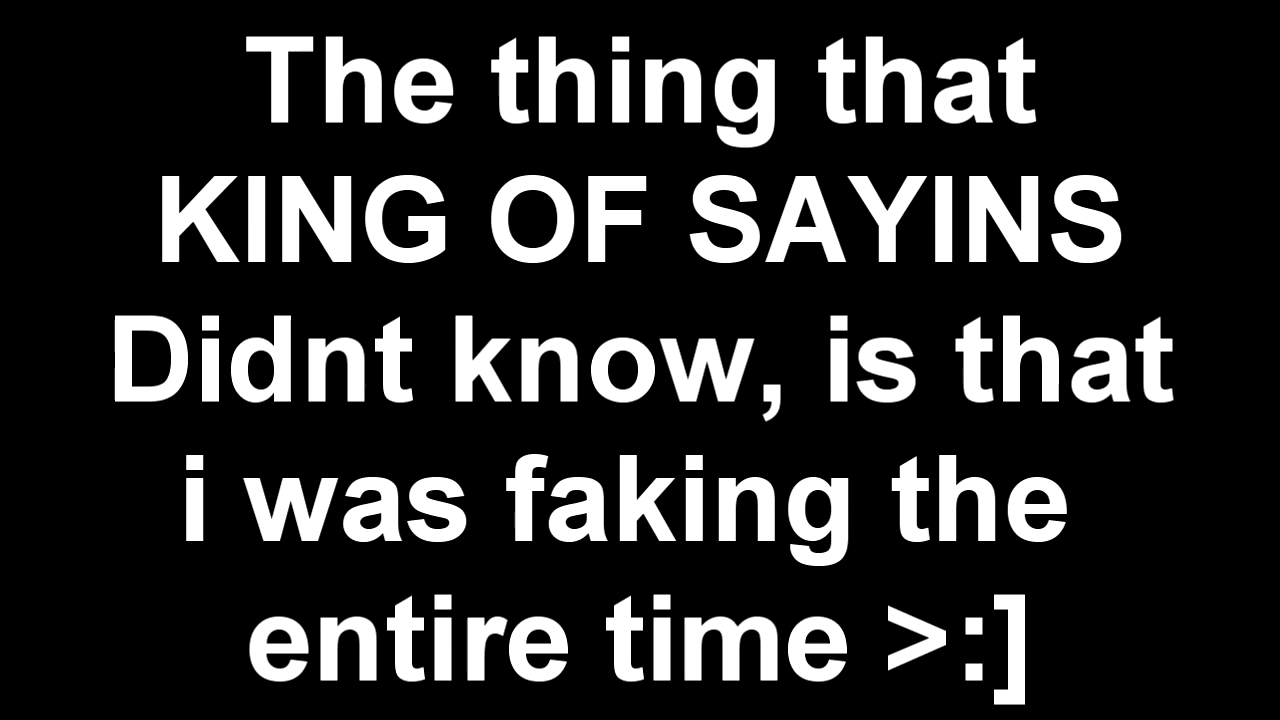 The thing that
KING OF SAYINS
Didnt know, is that
i was faking the
entire time >:]